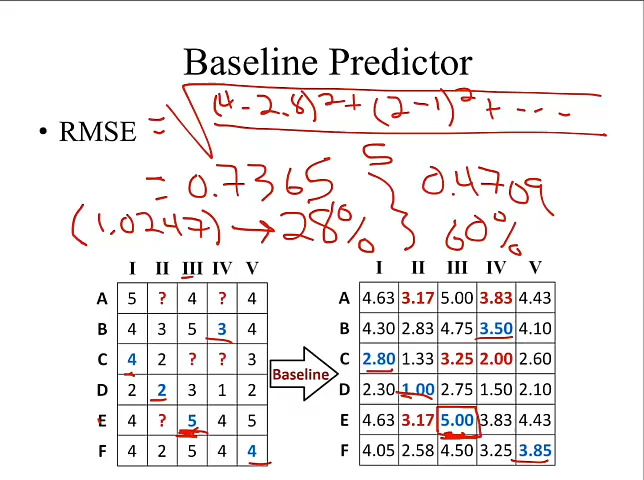 Baseline Predictor
= √((4-2.8)² + (2-1)² + ...
• RMSE
5
= 0.7365 } 0.4709
(1.0247) → 28% } 60%
I II III IV V I II III IV V
A 5 ? 4 ? 4 A 4.63 3.17 5.00 3.83 4.43
B 4 3 5 3 4 B 4.30 2.83 4.75 3.50 4.10
C 4 2 ? ? 3 Baseline C 2.80 1.33 3.25 2.00 2.60
D 2 2 3 1 2 D 2.30 1.00 2.75 1.50 2.10
E 4 ? 5 4 5 E 4.63 3.17 5.00 3.83 4.43
F 4 2 5 4 4 F 4.05 2.58 4.50 3.25 3.85